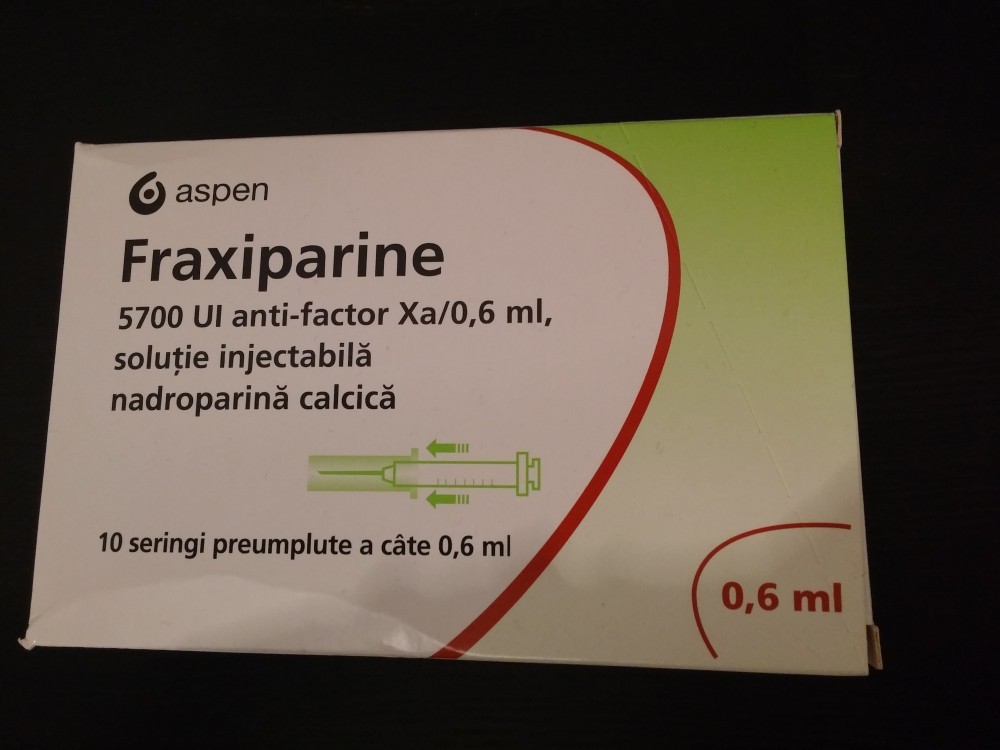 aspen
Fraxiparine
5700 UI anti-factor Xa/0,6 ml,
soluție injectabilă
nadroparină calcică
10 seringi preumplute a câte 0,6 ml
0,6 ml